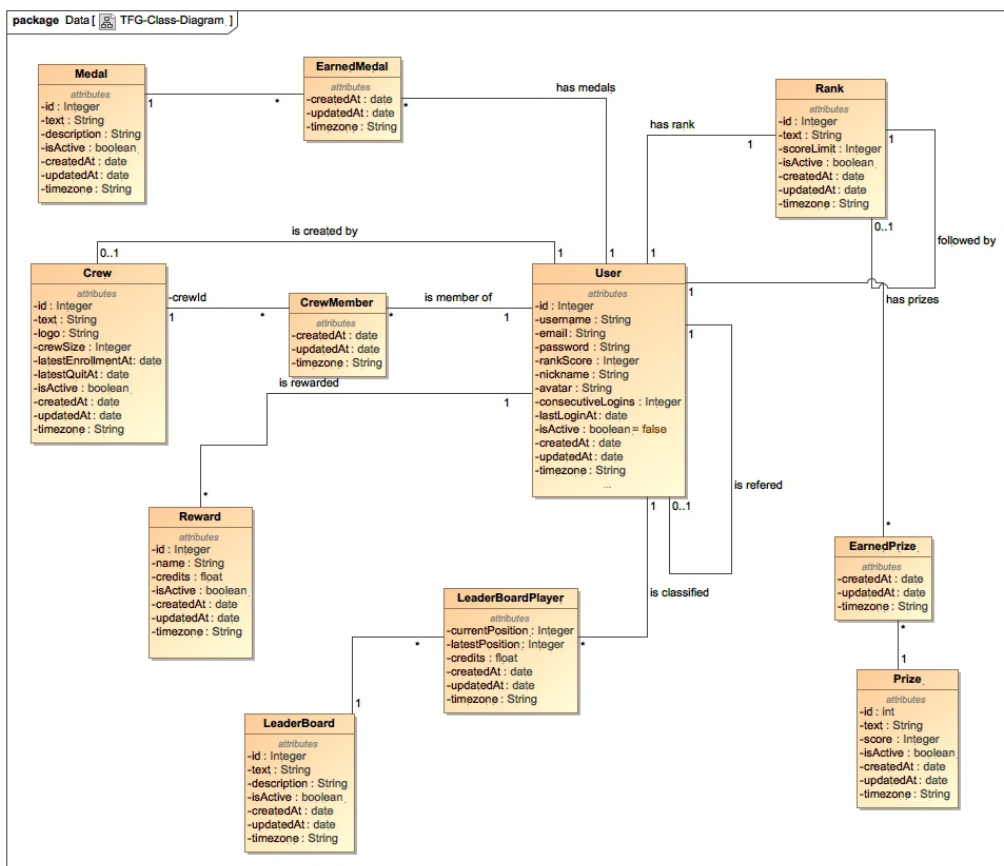 package Data [ TFG-Class-Diagram ]
Medal
attributes
-id : Integer
-text : String
-description : String
-isActive : boolean
-createdAt : date
-updatedAt : date
-timezone : String
1
*
EarnedMedal
attributes
-createdAt : date
-updatedAt : date
-timezone : String
*
has medals
1
Rank
attributes
-id : Integer
-text : String
-scoreLimit : Integer
-isActive : boolean
-createdAt : date
-updatedAt : date
-timezone : String
has rank
1
1
1
0..1
followed by
is created by
0..1
1
Crew
attributes
-id : Integer
-text : String
-logo : String
-crewSize : Integer
-latestEnrollmentAt : date
-latestQuitAt : date
-isActive : boolean
-createdAt : date
-updatedAt : date
-timezone : String
-crewId
1
*
CrewMember
attributes
-createdAt : date
-updatedAt : date
-timezone : String
*
is member of
1
User
attributes
-id : Integer
-username : String
-email : String
-password : String
-rankScore : Integer
-nickname : String
-avatar : String
-consecutiveLogins : Integer
-lastLoginAt : date
-isActive : boolean = false
-createdAt : date
-updatedAt : date
-timezone : String
...
1
has prizes
1
is rewarded
1
*
is refered
0..1
1
Reward
attributes
-id : Integer
-name : String
-credits : float
-isActive : boolean
-createdAt : date
-updatedAt : date
-timezone : String
*
EarnedPrize
attributes
-createdAt : date
-updatedAt : date
-timezone : String
*
1
is classified
LeaderBoardPlayer
attributes
-currentPosition : Integer
-latestPosition : Integer
-credits : float
-createdAt : date
-updatedAt : date
-timezone : String
*
*
1
Prize
attributes
-id : int
-text : String
-score : Integer
-isActive : boolean
-createdAt : date
-updatedAt : date
-timezone : String
LeaderBoard
attributes
-id : Integer
-text : String
-description : String
-isActive : boolean
-createdAt : date
-updatedAt : date
-timezone : String